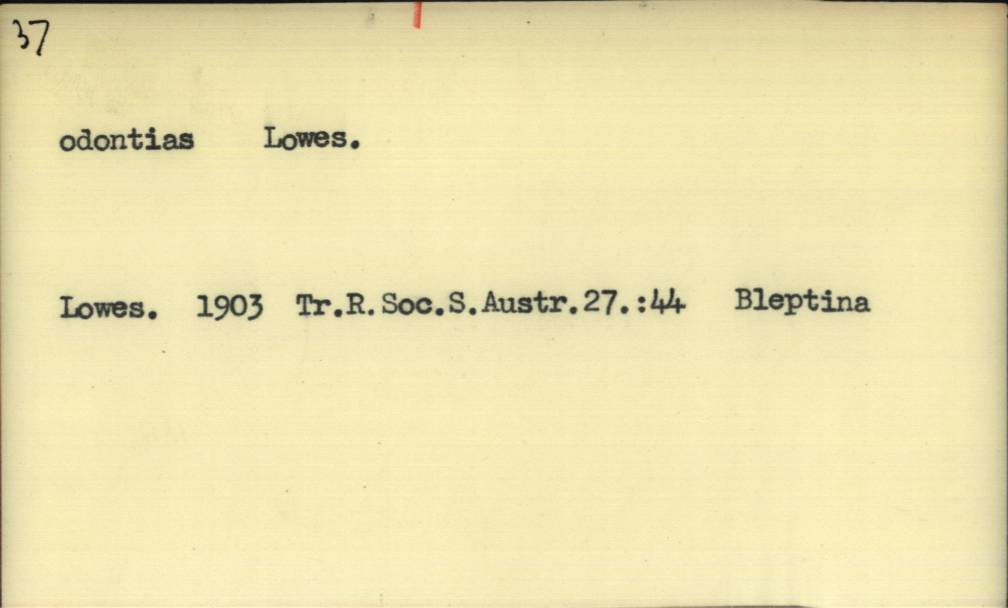 37
odontias Lowes.
Lowes. 1903 Tr.R.Soc.S.Austr.27.:44 Bleptina